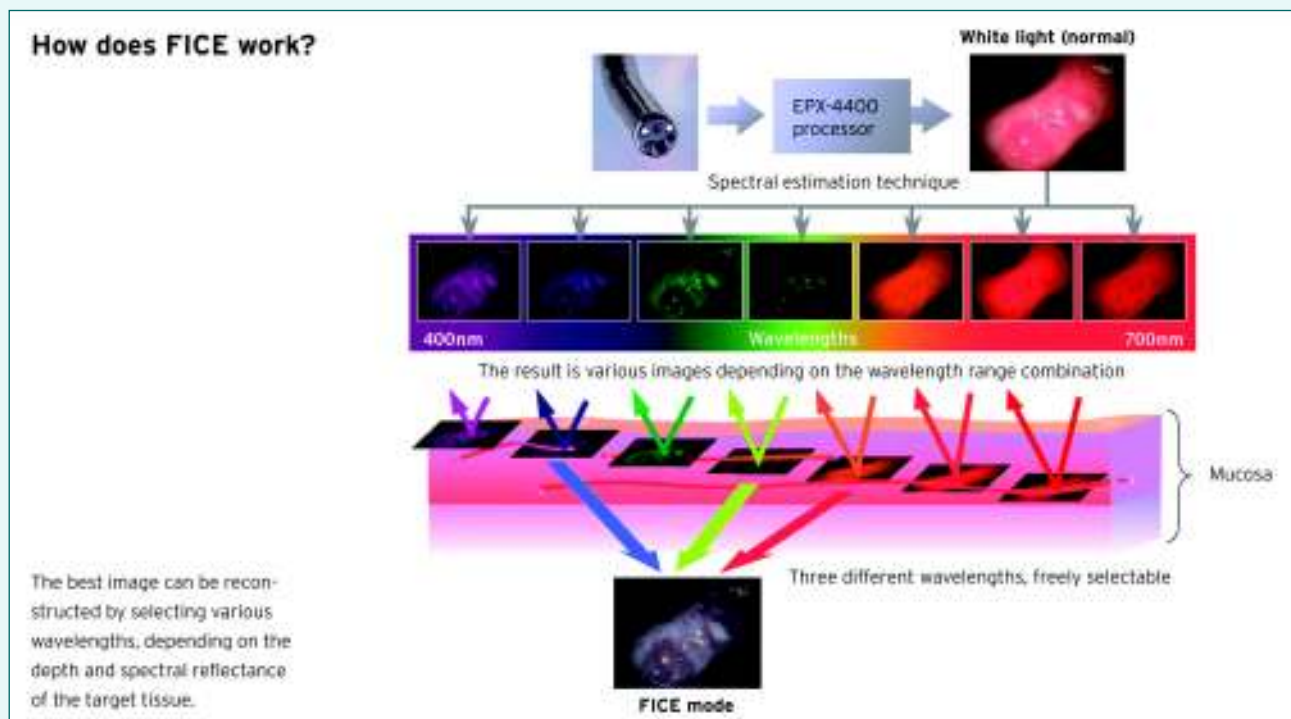 How does FICE work?
White light (normal)
EPX-4400
processor
Spectral estimation technique
400nm
Wavelengths
700nm
The result is various images depending on the wavelength range combination
Mucosa
Three different wavelengths, freely selectable
The best image can be recon-
structed by selecting various
wavelengths, depending on the
depth and spectral reflectance
of the target tissue.
FICE mode